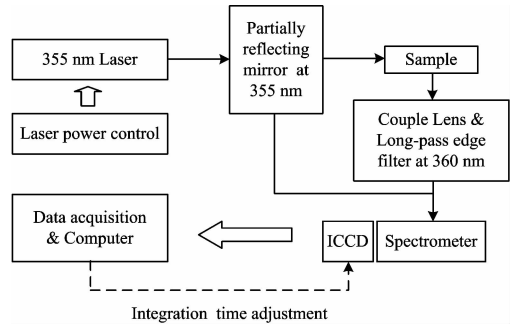 355 nm Laser
Partially
reflecting
mirror at
355 nm
Sample
Laser power control
Couple Lens &
Long-pass edge
filter at 360 nm
Data acquisition
& Computer
ICCD
Spectrometer
Integration time adjustment